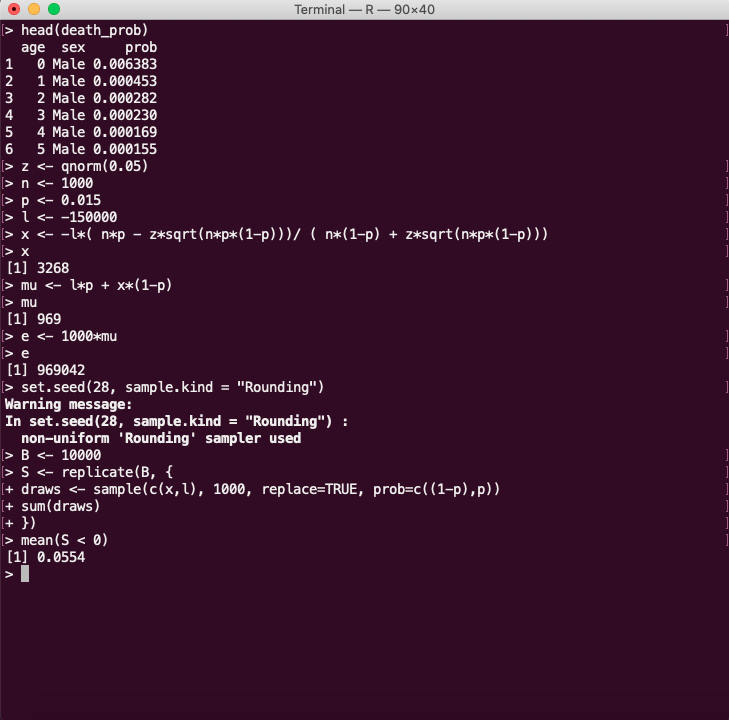 Terminal — R — 90×40
[> head(death_prob) ]
  age  sex     prob
1   0 Male 0.006383
2   1 Male 0.000453
3   2 Male 0.000282
4   3 Male 0.000230
5   4 Male 0.000169
6   5 Male 0.000155
[> z <- qnorm(0.05) ]
[> n <- 1000 ]
[> p <- 0.015 ]
[> l <- -150000 ]
[> x <- -l*( n*p - z*sqrt(n*p*(1-p)))/ ( n*(1-p) + z*sqrt(n*p*(1-p))) ]
[> x ]
[1] 3268
[> mu <- l*p + x*(1-p) ]
[> mu ]
[1] 969
[> e <- 1000*mu ]
[> e ]
[1] 969042
[> set.seed(28, sample.kind = "Rounding") ]
Warning message:
In set.seed(28, sample.kind = "Rounding") :
  non-uniform 'Rounding' sampler used
[> B <- 10000 ]
[> S <- replicate(B, { ]
[+ draws <- sample(c(x,l), 1000, replace=TRUE, prob=c((1-p),p)) ]
[+ sum(draws) ]
[+ }) ]
[> mean(S < 0) ]
[1] 0.0554
>